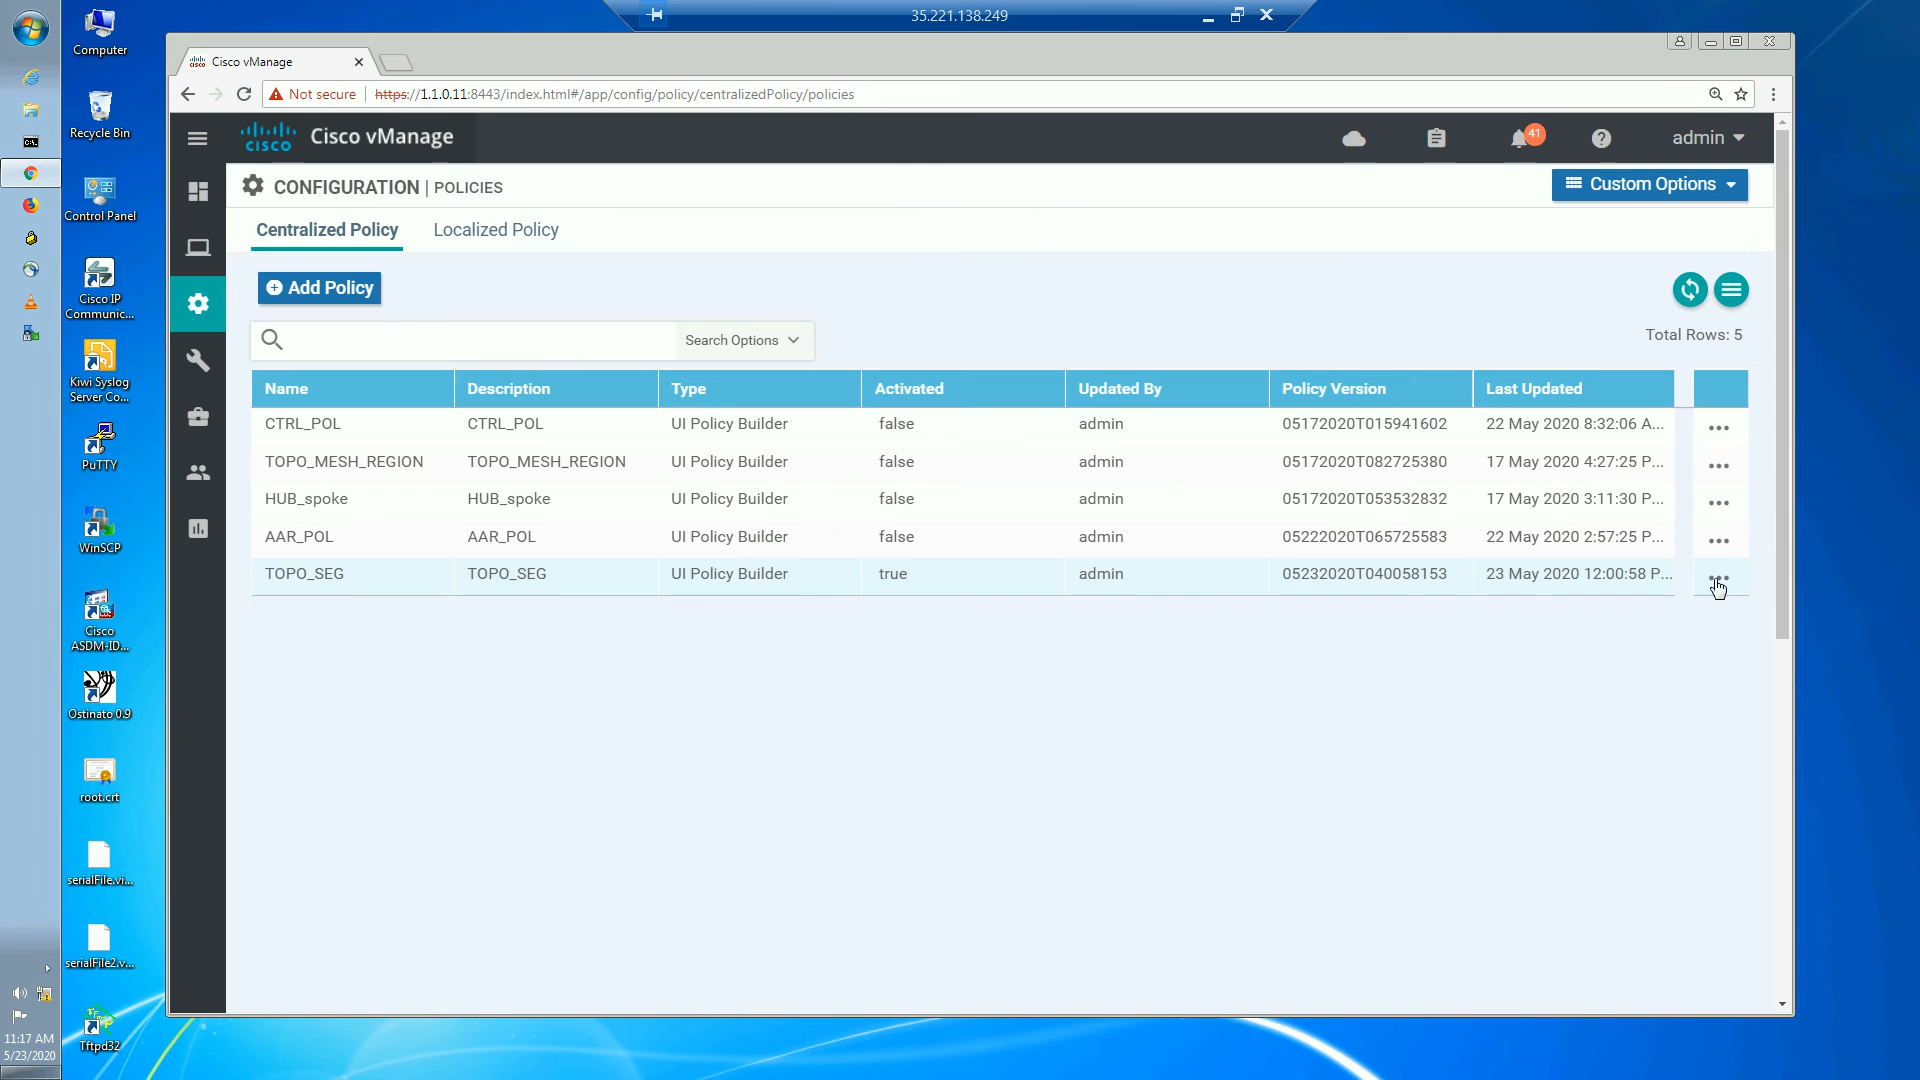 35.221.138.249
Computer
Recycle Bin
Control Panel
Cisco IP
Communic...
Kiwi Syslog
Server Co...
PuTTY
WinSCP
Cisco
ASDM-ID...
Ostinato 0.9
root.crt
serialFile.vi...
serialFile2.v...
Tftpd32
11:17 AM
5/23/2020
Cisco vManage
Not secure | https://1.1.0.11:8443/index.html#/app/config/policy/centralizedPolicy/policies
cisco Cisco vManage
41
admin
CONFIGURATION | POLICIES
Custom Options
Centralized Policy Localized Policy
Add Policy
Search Options
Total Rows: 5
Name Description Type Activated Updated By Policy Version Last Updated
CTRL_POL CTRL_POL UI Policy Builder false admin 05172020T015941602 22 May 2020 8:32:06 A...
TOPO_MESH_REGION TOPO_MESH_REGION UI Policy Builder false admin 05172020T082725380 17 May 2020 4:27:25 P...
HUB_spoke HUB_spoke UI Policy Builder false admin 05172020T053532832 17 May 2020 3:11:30 P...
AAR_POL AAR_POL UI Policy Builder false admin 05222020T065725583 22 May 2020 2:57:25 P...
TOPO_SEG TOPO_SEG UI Policy Builder true admin 05232020T040058153 23 May 2020 12:00:58 P...